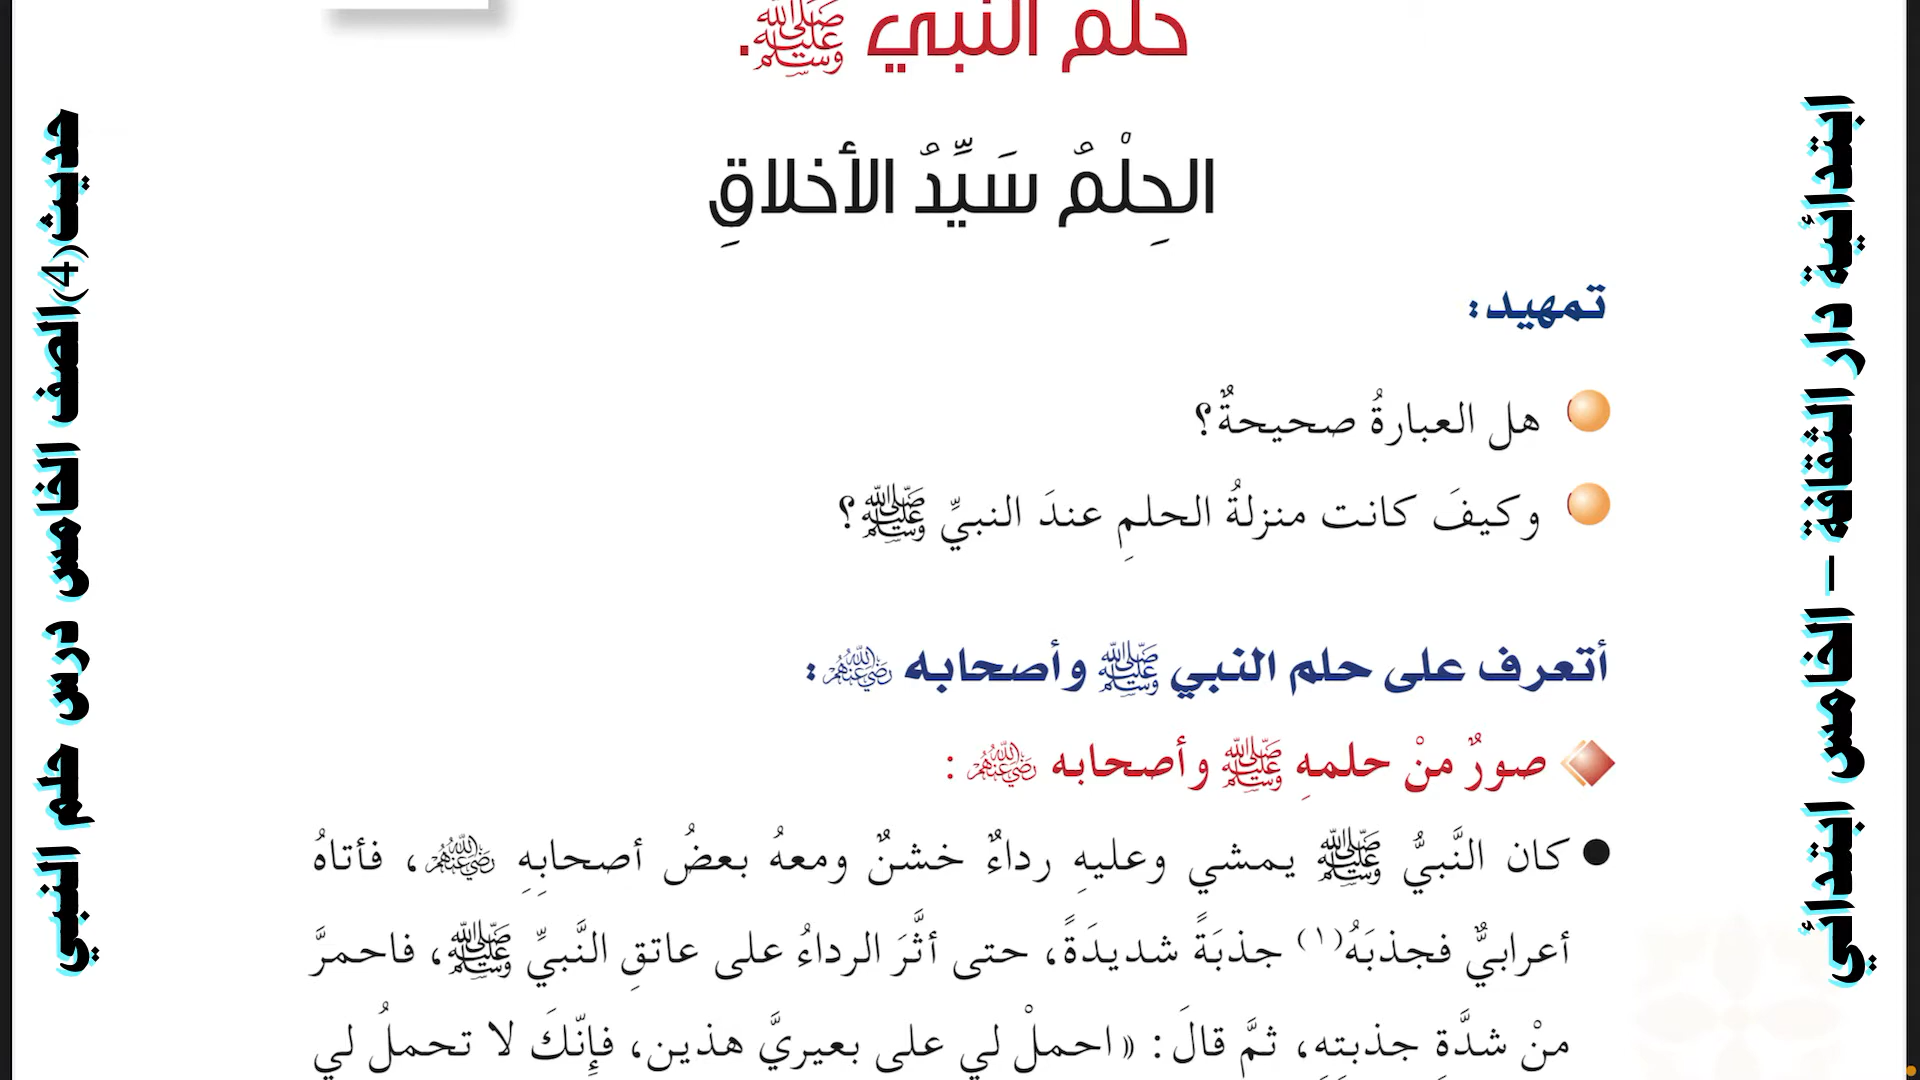 حلم النبي ﷺ.
الحِلْمُ سَيِّدُ الأخلاقِ
تمهيد:
هل العبارةُ صحيحةٌ؟
وكيفَ كانت منزلةُ الحلمِ عندَ النبيِّ ﷺ؟
أتعرف على حلم النبي ﷺ وأصحابه رضي الله عنهم:
صورٌ منْ حلمهِ ﷺ وأصحابه رضي الله عنهم:
كان النَّبيُّ ﷺ يمشي وعليهِ رداءٌ خشنٌ ومعهُ بعضُ أصحابِهِ رضي الله عنهم، فأتاهُ
أعرابيٌّ فجذبَهُ(١) جذبَةً شديدَةً، حتى أثَّرَ الرداءُ على عاتقِ النَّبيِّ ﷺ، فاحمرَّ
منْ شدَّةِ جذبتِهِ، ثمَّ قالَ: «احملْ لي على بعيريَّ هذين، فإِنّكَ لا تحملُ لي
ابتدائية دار الثقافة – الخامس ابتدائي
حديث(4)الصف الخامس درس حلم النبي